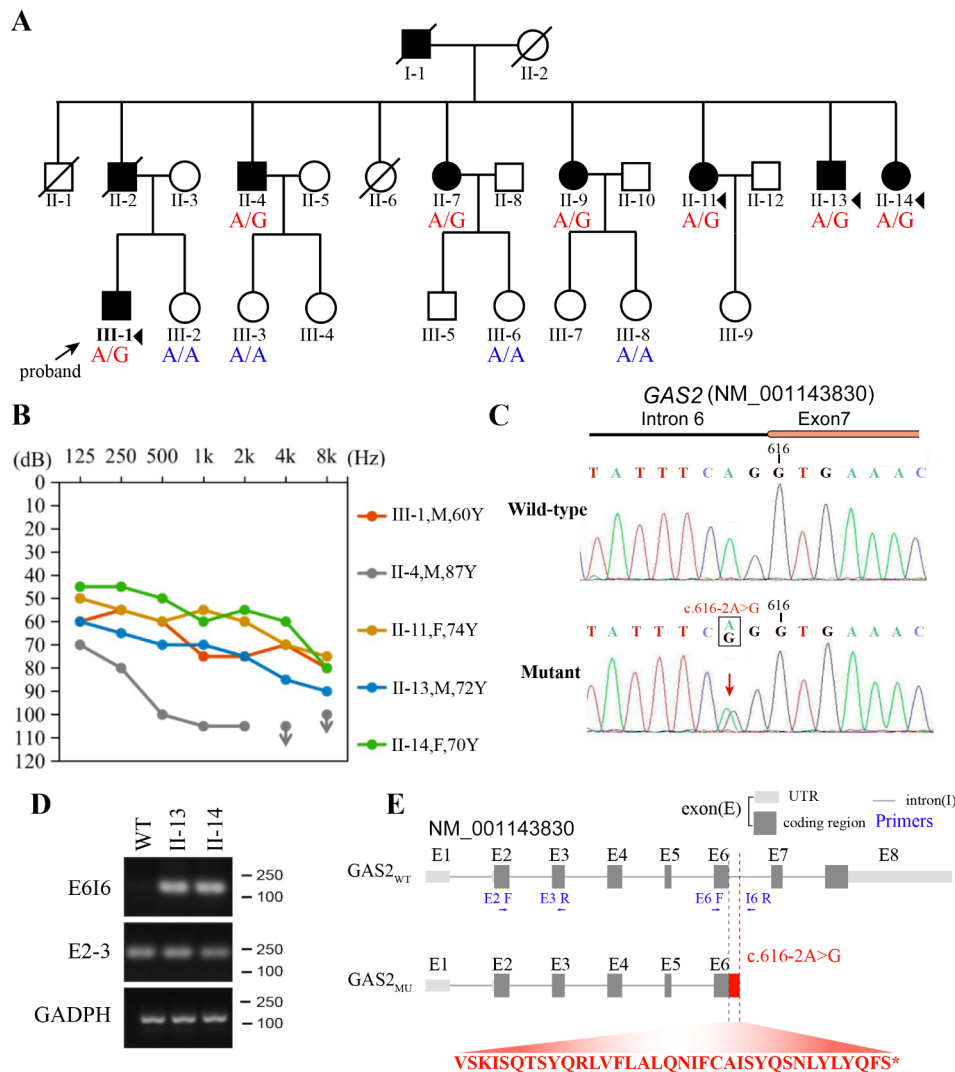 A
I-1
II-2
II-1
II-2
II-3
II-4
II-5
II-6
II-7
II-8
II-9
II-10
II-11
II-12
II-13
II-14
A/G
A/G
A/G
A/G
A/G
A/G
III-1
III-2
III-3
III-4
III-5
III-6
III-7
III-8
III-9
A/G
A/A
A/A
A/A
A/A
proband
B
(dB) 125 250 500 1k 2k 4k 8k (Hz)
0
10
20
30
40
50
60
70
80
90
100
110
120
III-1,M,60Y
II-4,M,87Y
II-11,F,74Y
II-13,M,72Y
II-14,F,70Y
C
GAS2 (NM_001143830)
Intron 6 Exon7
616
T A T T T C A G G T G A A A C
Wild-type
c.616-2A>G
616
T A T T T C A G G T G A A A C
G
Mutant
D
WT II-13 II-14
E6I6
250
100
E2-3
250
100
GADPH
250
100
E
exon(E)
UTR
coding region
intron(I)
Primers
NM_001143830
GAS2WT
E1 E2 E3 E4 E5 E6 E7 E8
E2 F E3 R E6 F I6 R
c.616-2A>G
GAS2MU
E1 E2 E3 E4 E5 E6
VSKISQTSYQRLVFLALQNIFCAISYQSNLYLYQFS*